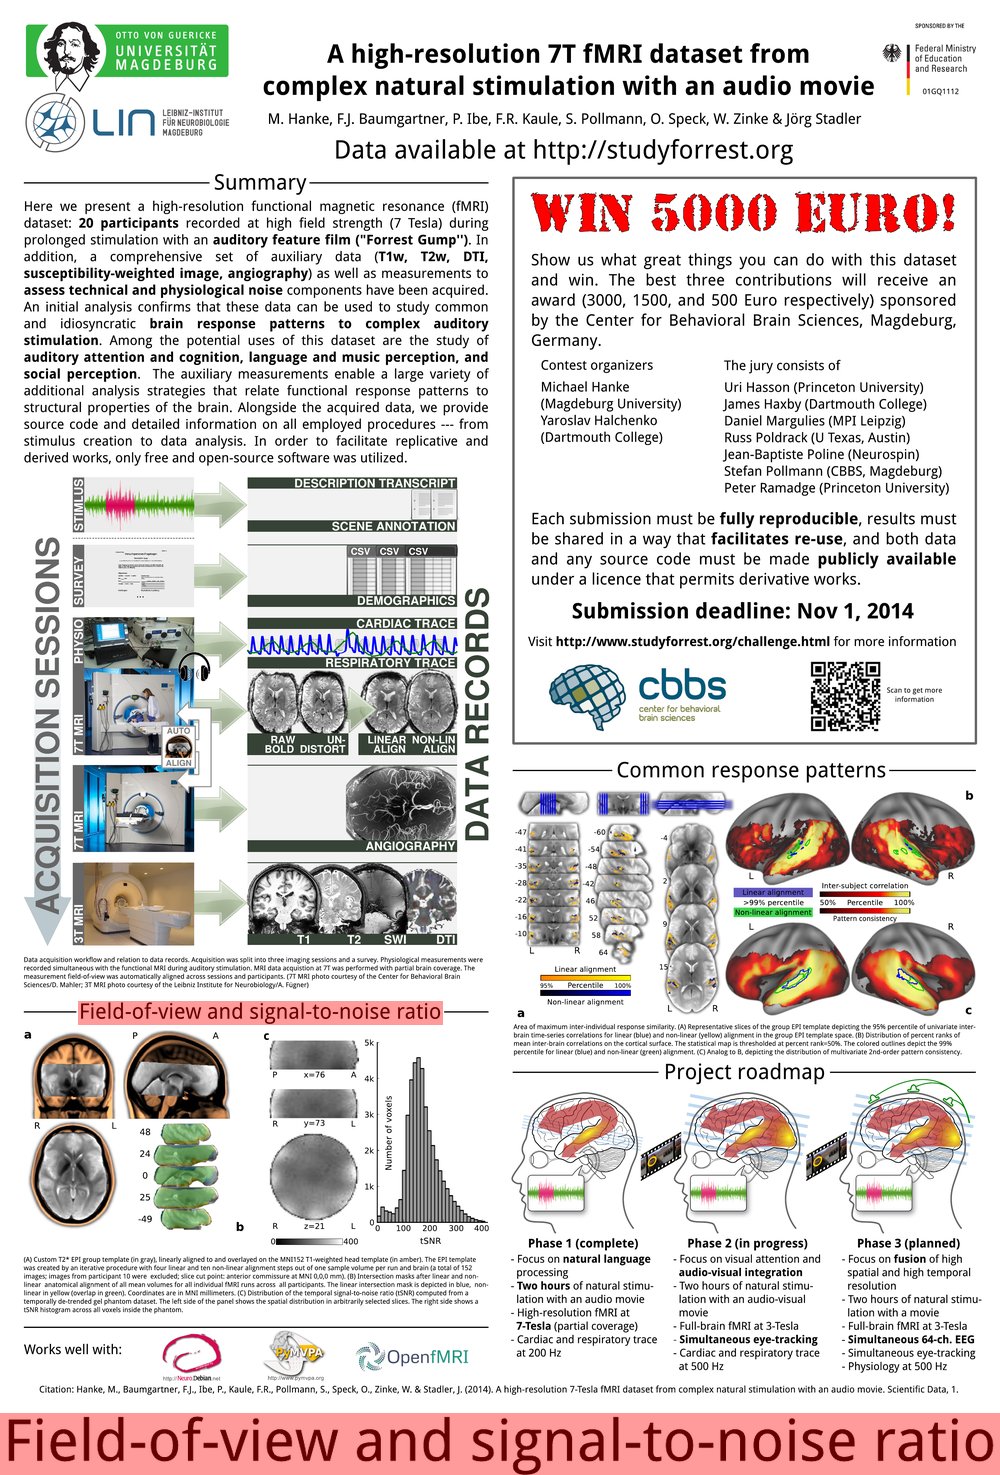 OTTO VON GUERICKE
UNIVERSITÄT
MAGDEBURG
LIN
LEIBNIZ-INSTITUT
FÜR NEUROBIOLOGIE
MAGDEBURG
A high-resolution 7T fMRI dataset from
complex natural stimulation with an audio movie
M. Hanke, F.J. Baumgartner, P. Ibe, F.R. Kaule, S. Pollmann, O. Speck, W. Zinke & Jörg Stadler
Data available at http://studyforrest.org
SPONSORED BY THE
Federal Ministry
of Education
and Research
01GQ1112
Summary
Here we present a high-resolution functional magnetic resonance (fMRI)
dataset: 20 participants recorded at high field strength (7 Tesla) during
prolonged stimulation with an auditory feature film ("Forrest Gump''). In
addition, a comprehensive set of auxiliary data (T1w, T2w, DTI,
susceptibility-weighted image, angiography) as well as measurements to
assess technical and physiological noise components have been acquired.
An initial analysis confirms that these data can be used to study common
and idiosyncratic brain response patterns to complex auditory
stimulation. Among the potential uses of this dataset are the study of
auditory attention and cognition, language and music perception, and
social perception. The auxiliary measurements enable a large variety of
additional analysis strategies that relate functional response patterns to
structural properties of the brain. Alongside the acquired data, we provide
source code and detailed information on all employed procedures --- from
stimulus creation to data analysis. In order to facilitate replicative and
derived works, only free and open-source software was utilized.
ACQUISITION SESSIONS
STIMLUS
SURVEY
PHYSIO
7T MRI
7T MRI
3T MRI
AUTO
ALIGN
DESCRIPTION TRANSCRIPT
SCENE ANNOTATION
CSV CSV CSV
DEMOGRAPHICS
CARDIAC TRACE
RESPIRATORY TRACE
RAW BOLD
UN-DISTORT
LINEAR ALIGN
NON-LIN ALIGN
ANGIOGRAPHY
T1 T2 SWI DTI
DATA RECORDS
Data acquisition workflow and relation to data records. Acquisition was split into three imaging sessions and a survey. Physiological measurements were
recorded simultaneous with the functional MRI during auditory stimulation. MRI data acquisition at 7T was performed with partial brain coverage. The
measurement field-of-view was automatically aligned across sessions and participants. (7T MRI photo courtesy of the Center for Behavioral Brain
Sciences/D. Mahler; 3T MRI photo courtesy of the Leibniz Institute for Neurobiology/A. Fügner)
Field-of-view and signal-to-noise ratio
a
P A
R L
48
24
0
25
-49
b
c
P x=76 A
R y=73 L
R z=21 L
0 400
5k
4k
3k
2k
1k
0
Number of voxels
0 100 200 300 400
tSNR
(A) Custom T2* EPI group template (in gray), linearly aligned to and overlayed on the MNI152 T1-weighted head template (in amber). The EPI template
was created by an iterative procedure with four linear and two non-linear alignment steps out of one sample volume per run and brain (a total of 152
images; images from participant 10 were excluded; slice cut point: anterior commissure at MNI 0,0,0 mm). (B) Intersection masks after linear and non-
linear anatomical alignment of all mean volumes for all individual fMRI runs across all participants. The linear intersection mask is depicted in blue, non-
linear in yellow (overlap in green). Coordinates are in MNI millimeters. (C) Distribution of the temporal signal-to-noise ratio (tSNR) computed from a
temporally de-trended gel phantom dataset. The left side of the panel shows the spatial distribution in arbitrarily selected slices. The right side shows a
tSNR histogram across all voxels inside the phantom.
Works well with:
http://Neuro.Debian.net
PyMVPA
http://www.pymvpa.org
OpenfMRI
WIN 5000 EURO!
Show us what great things you can do with this dataset
and win. The best three contributions will receive an
award (3000, 1500, and 500 Euro respectively) sponsored
by the Center for Behavioral Brain Sciences, Magdeburg,
Germany.
Contest organizers
Michael Hanke
(Magdeburg University)
Yaroslav Halchenko
(Dartmouth College)
The jury consists of
Uri Hasson (Princeton University)
James Haxby (Dartmouth College)
Daniel Margulies (MPI Leipzig)
Russ Poldrack (U Texas, Austin)
Jean-Baptiste Poline (Neurospin)
Stefan Pollmann (CBBS, Magdeburg)
Peter Ramadge (Princeton University)
Each submission must be fully reproducible, results must
be shared in a way that facilitates re-use, and both data
and any source code must be made publicly available
under a licence that permits derivative works.
Submission deadline: Nov 1, 2014
Visit http://www.studyforrest.org/challenge.html for more information
cbbs
center for behavioral
brain sciences
Scan to get more
information
Common response patterns
-47
-41
-35
-28
-22
-16
-10
L R
-60
-54
-48
-42
46
52
58
64
-4
2
9
15
L R
Linear alignment
95% Percentile 100%
Non-linear alignment
a
b
L R
Linear alignment
>99% percentile
Non-linear alignment
Inter-subject correlation
50% Percentile 100%
Pattern consistency
L R
c
Area of maximum inter-individual response similarity. (A) Representative slices of the group EPI template depicting the 95% percentile of univariate inter-
brain time-series correlations for linear (blue) and non-linear (yellow) alignment in the group EPI template space. (B) Distribution of percent ranks of
mean inter-brain correlations on the cortical surface. The statistical map is thresholded at percent rank=50%. The colored outlines depict the 99%
percentile for linear (blue) and non-linear (green) alignment. (C) Analog to B, depicting the distribution of multivariate 2nd-order pattern consistency.
Project roadmap
Phase 1 (complete)
- Focus on natural language
processing
- Two hours of natural stimu-
lation with an audio movie
- High-resolution fMRI at
7-Tesla (partial coverage)
- Cardiac and respiratory trace
at 200 Hz
Phase 2 (in progress)
- Focus on visual attention and
audio-visual integration
- Two hours of natural stimu-
lation with an audio-visual
movie
- Full-brain fMRI at 3-Tesla
- Simultaneous eye-tracking
- Cardiac and respiratory trace
at 500 Hz
Phase 3 (planned)
- Focus on fusion of high
spatial and high temporal
resolution
- Two hours of natural stimu-
lation with a movie
- Full-brain fMRI at 3-Tesla
- Simultaneous 64-ch. EEG
- Simultaneous eye-tracking
- Physiology at 500 Hz
Citation: Hanke, M., Baumgartner, F.J., Ibe, P., Kaule, F.R., Pollmann, S., Speck, O., Zinke, W. & Stadler, J. (2014). A high-resolution 7-Tesla fMRI dataset from complex natural stimulation with an audio movie. Scientific Data, 1.
Field-of-view and signal-to-noise ratio